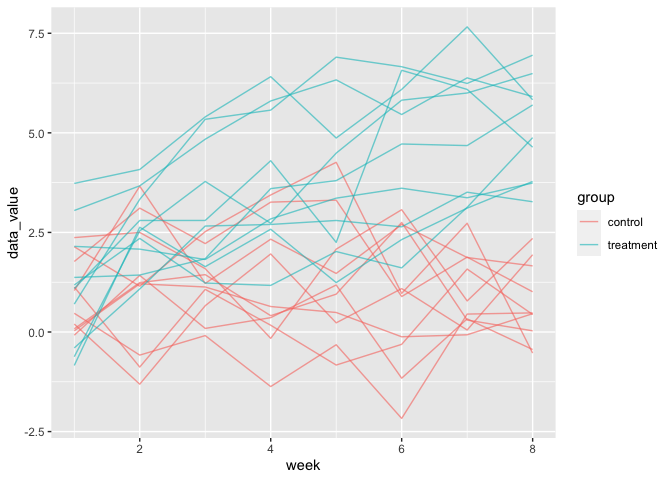 7.5
5.0
2.5
0.0
-2.5
data_value
2
4
6
8
week
group
control
treatment